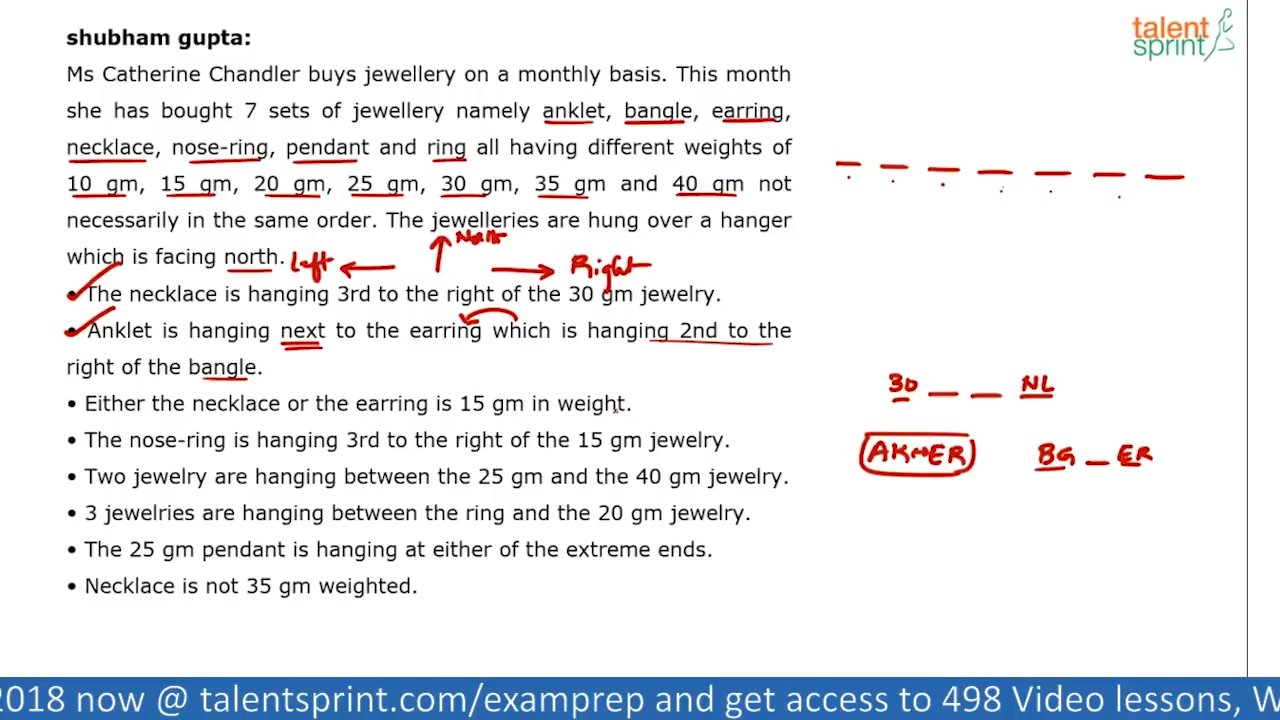 talent
sprint
shubham gupta:
Ms Catherine Chandler buys jewellery on a monthly basis. This month
she has bought 7 sets of jewellery namely anklet, bangle, earring,
necklace, nose-ring, pendant and ring all having different weights of
10 gm, 15 gm, 20 gm, 25 gm, 30 gm, 35 gm and 40 gm not
necessarily in the same order. The jewelleries are hung over a hanger
North
which is facing north. Left Right
• The necklace is hanging 3rd to the right of the 30 gm jewelry.
• Anklet is hanging next to the earring which is hanging 2nd to the
right of the bangle.
30 _ _ NL
• Either the necklace or the earring is 15 gm in weight.
• The nose-ring is hanging 3rd to the right of the 15 gm jewelry.
AK~ER BG _ ER
• Two jewelry are hanging between the 25 gm and the 40 gm jewelry.
• 3 jewelries are hanging between the ring and the 20 gm jewelry.
• The 25 gm pendant is hanging at either of the extreme ends.
• Necklace is not 35 gm weighted.
2018 now @ talentsprint.com/examprep and get access to 498 Video lessons, W